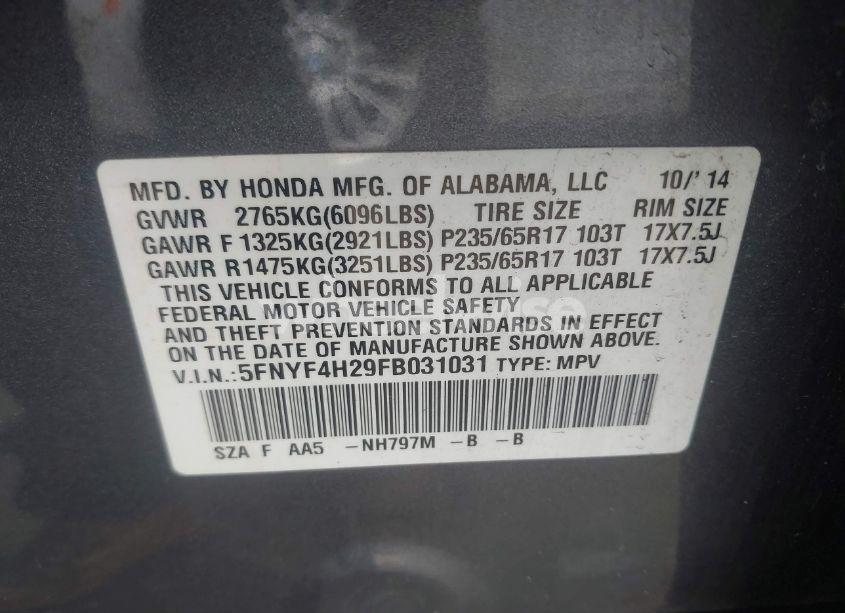 MFD. BY HONDA MFG. OF ALABAMA, LLC 10/'14
GVWR 2765KG(6096LBS) TIRE SIZE RIM SIZE
GAWR F 1325KG(2921LBS) P235/65R17 103T 17X7.5J
GAWR R1475KG(3251LBS) P235/65R17 103T 17X7.5J
THIS VEHICLE CONFORMS TO ALL APPLICABLE
FEDERAL MOTOR VEHICLE SAFETY
AND THEFT PREVENTION STANDARDS IN EFFECT
ON THE DATE OF MANUFACTURE SHOWN ABOVE.
V.I.N.:5FNYF4H29FB031031 TYPE: MPV
SZA F AA5 -NH797M -B -B